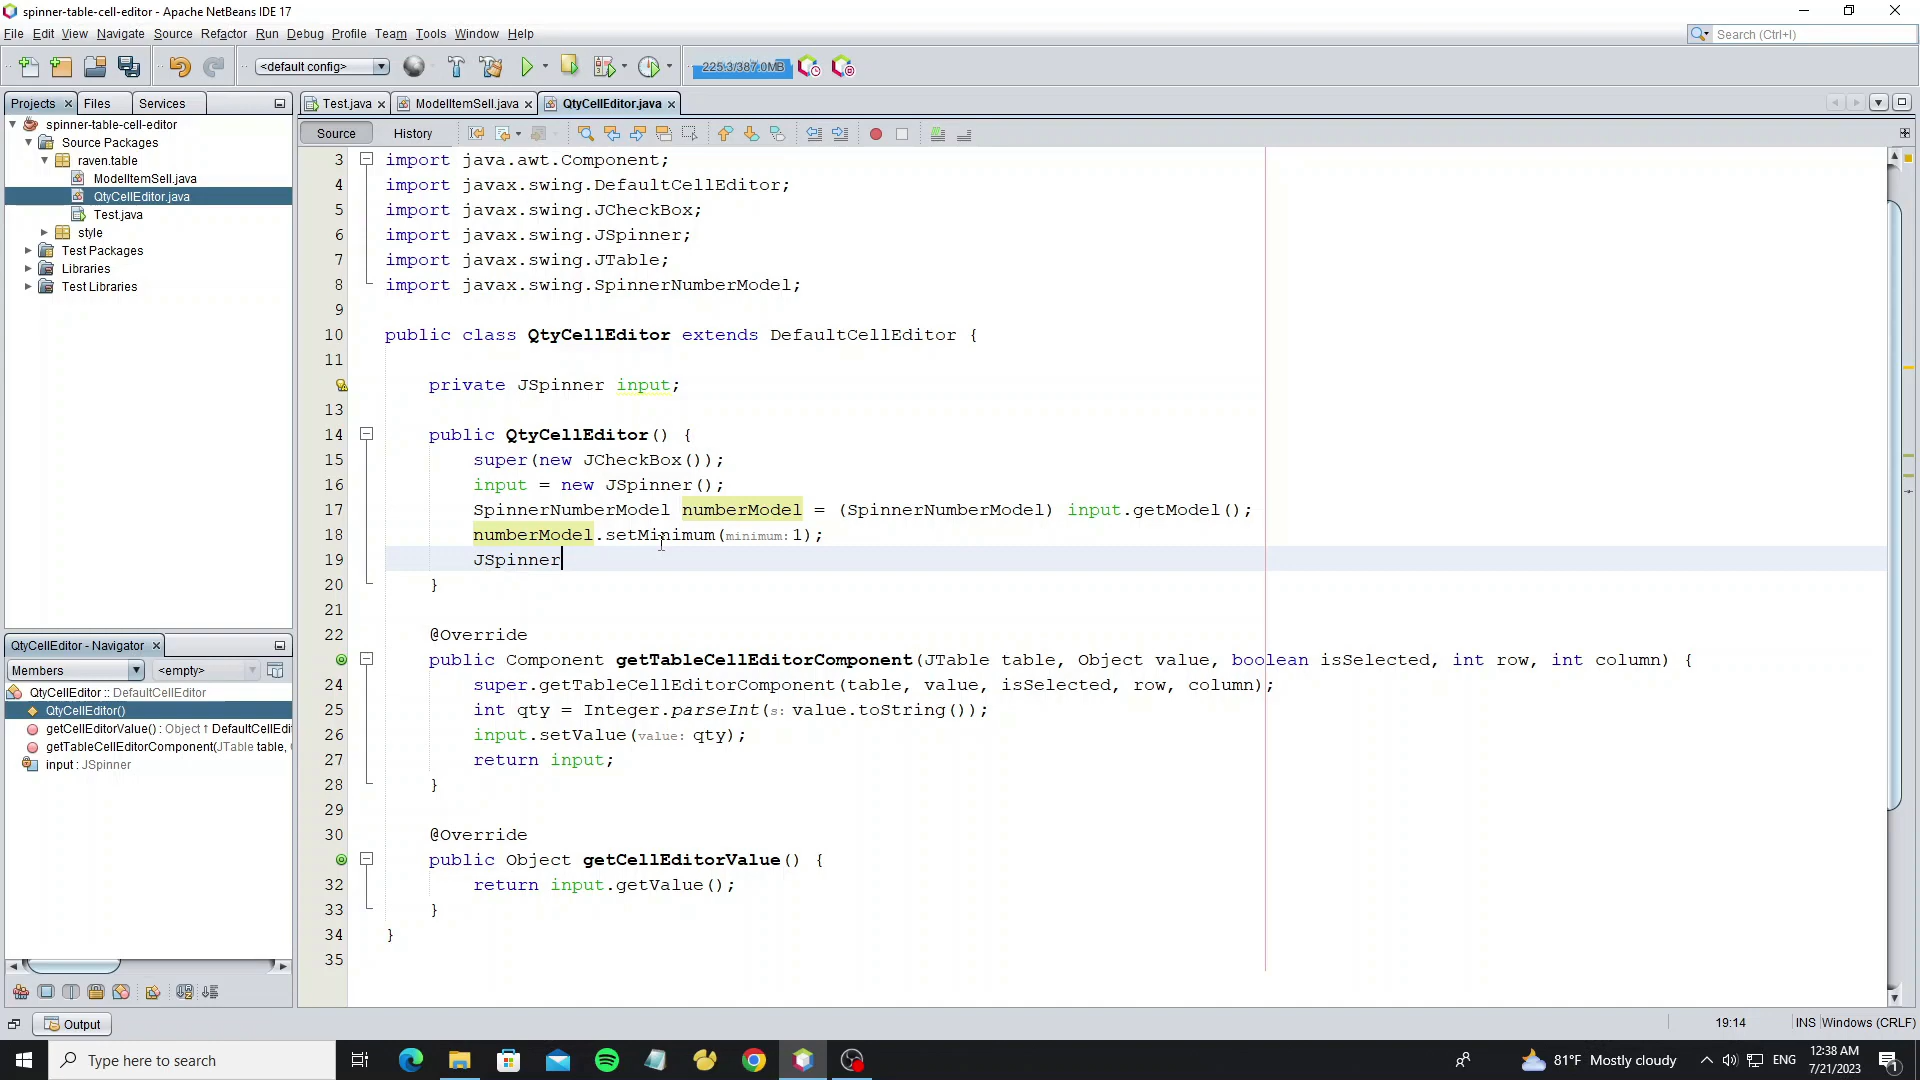 spinner-table-cell-editor - Apache NetBeans IDE 17
File Edit View Navigate Source Refactor Run Debug Profile Team Tools Window Help
Search (Ctrl+I)
<default config>
225.3/387.0MB
Projects
Files
Services
spinner-table-cell-editor
Source Packages
raven.table
ModelItemSell.java
QtyCellEditor.java
Test.java
style
Test Packages
Libraries
Test Libraries
Test.java
ModelItemSell.java
QtyCellEditor.java
Source
History
3 import java.awt.Component;
4 import javax.swing.DefaultCellEditor;
5 import javax.swing.JCheckBox;
6 import javax.swing.JSpinner;
7 import javax.swing.JTable;
8 import javax.swing.SpinnerNumberModel;
9
10 public class QtyCellEditor extends DefaultCellEditor {
11
private JSpinner input;
13
14 public QtyCellEditor() {
15 super(new JCheckBox());
16 input = new JSpinner();
17 SpinnerNumberModel numberModel = (SpinnerNumberModel) input.getModel();
18 numberModel.setMinimum(minimum: 1);
19 JSpinner
20 }
21
22 @Override
public Component getTableCellEditorComponent(JTable table, Object value, boolean isSelected, int row, int column) {
24 super.getTableCellEditorComponent(table, value, isSelected, row, column);
25 int qty = Integer.parseInt(s: value.toString());
26 input.setValue(value: qty);
27 return input;
28 }
29
30 @Override
public Object getCellEditorValue() {
32 return input.getValue();
33 }
34 }
35
QtyCellEditor - Navigator
Members
<empty>
QtyCellEditor :: DefaultCellEditor
QtyCellEditor()
getCellEditorValue() : Object ↑ DefaultCellEdi
getTableCellEditorComponent(JTable table,
input : JSpinner
Output
19:14
INS
Windows (CRLF)
Type here to search
81°F Mostly cloudy
ENG
12:38 AM
7/21/2023
1